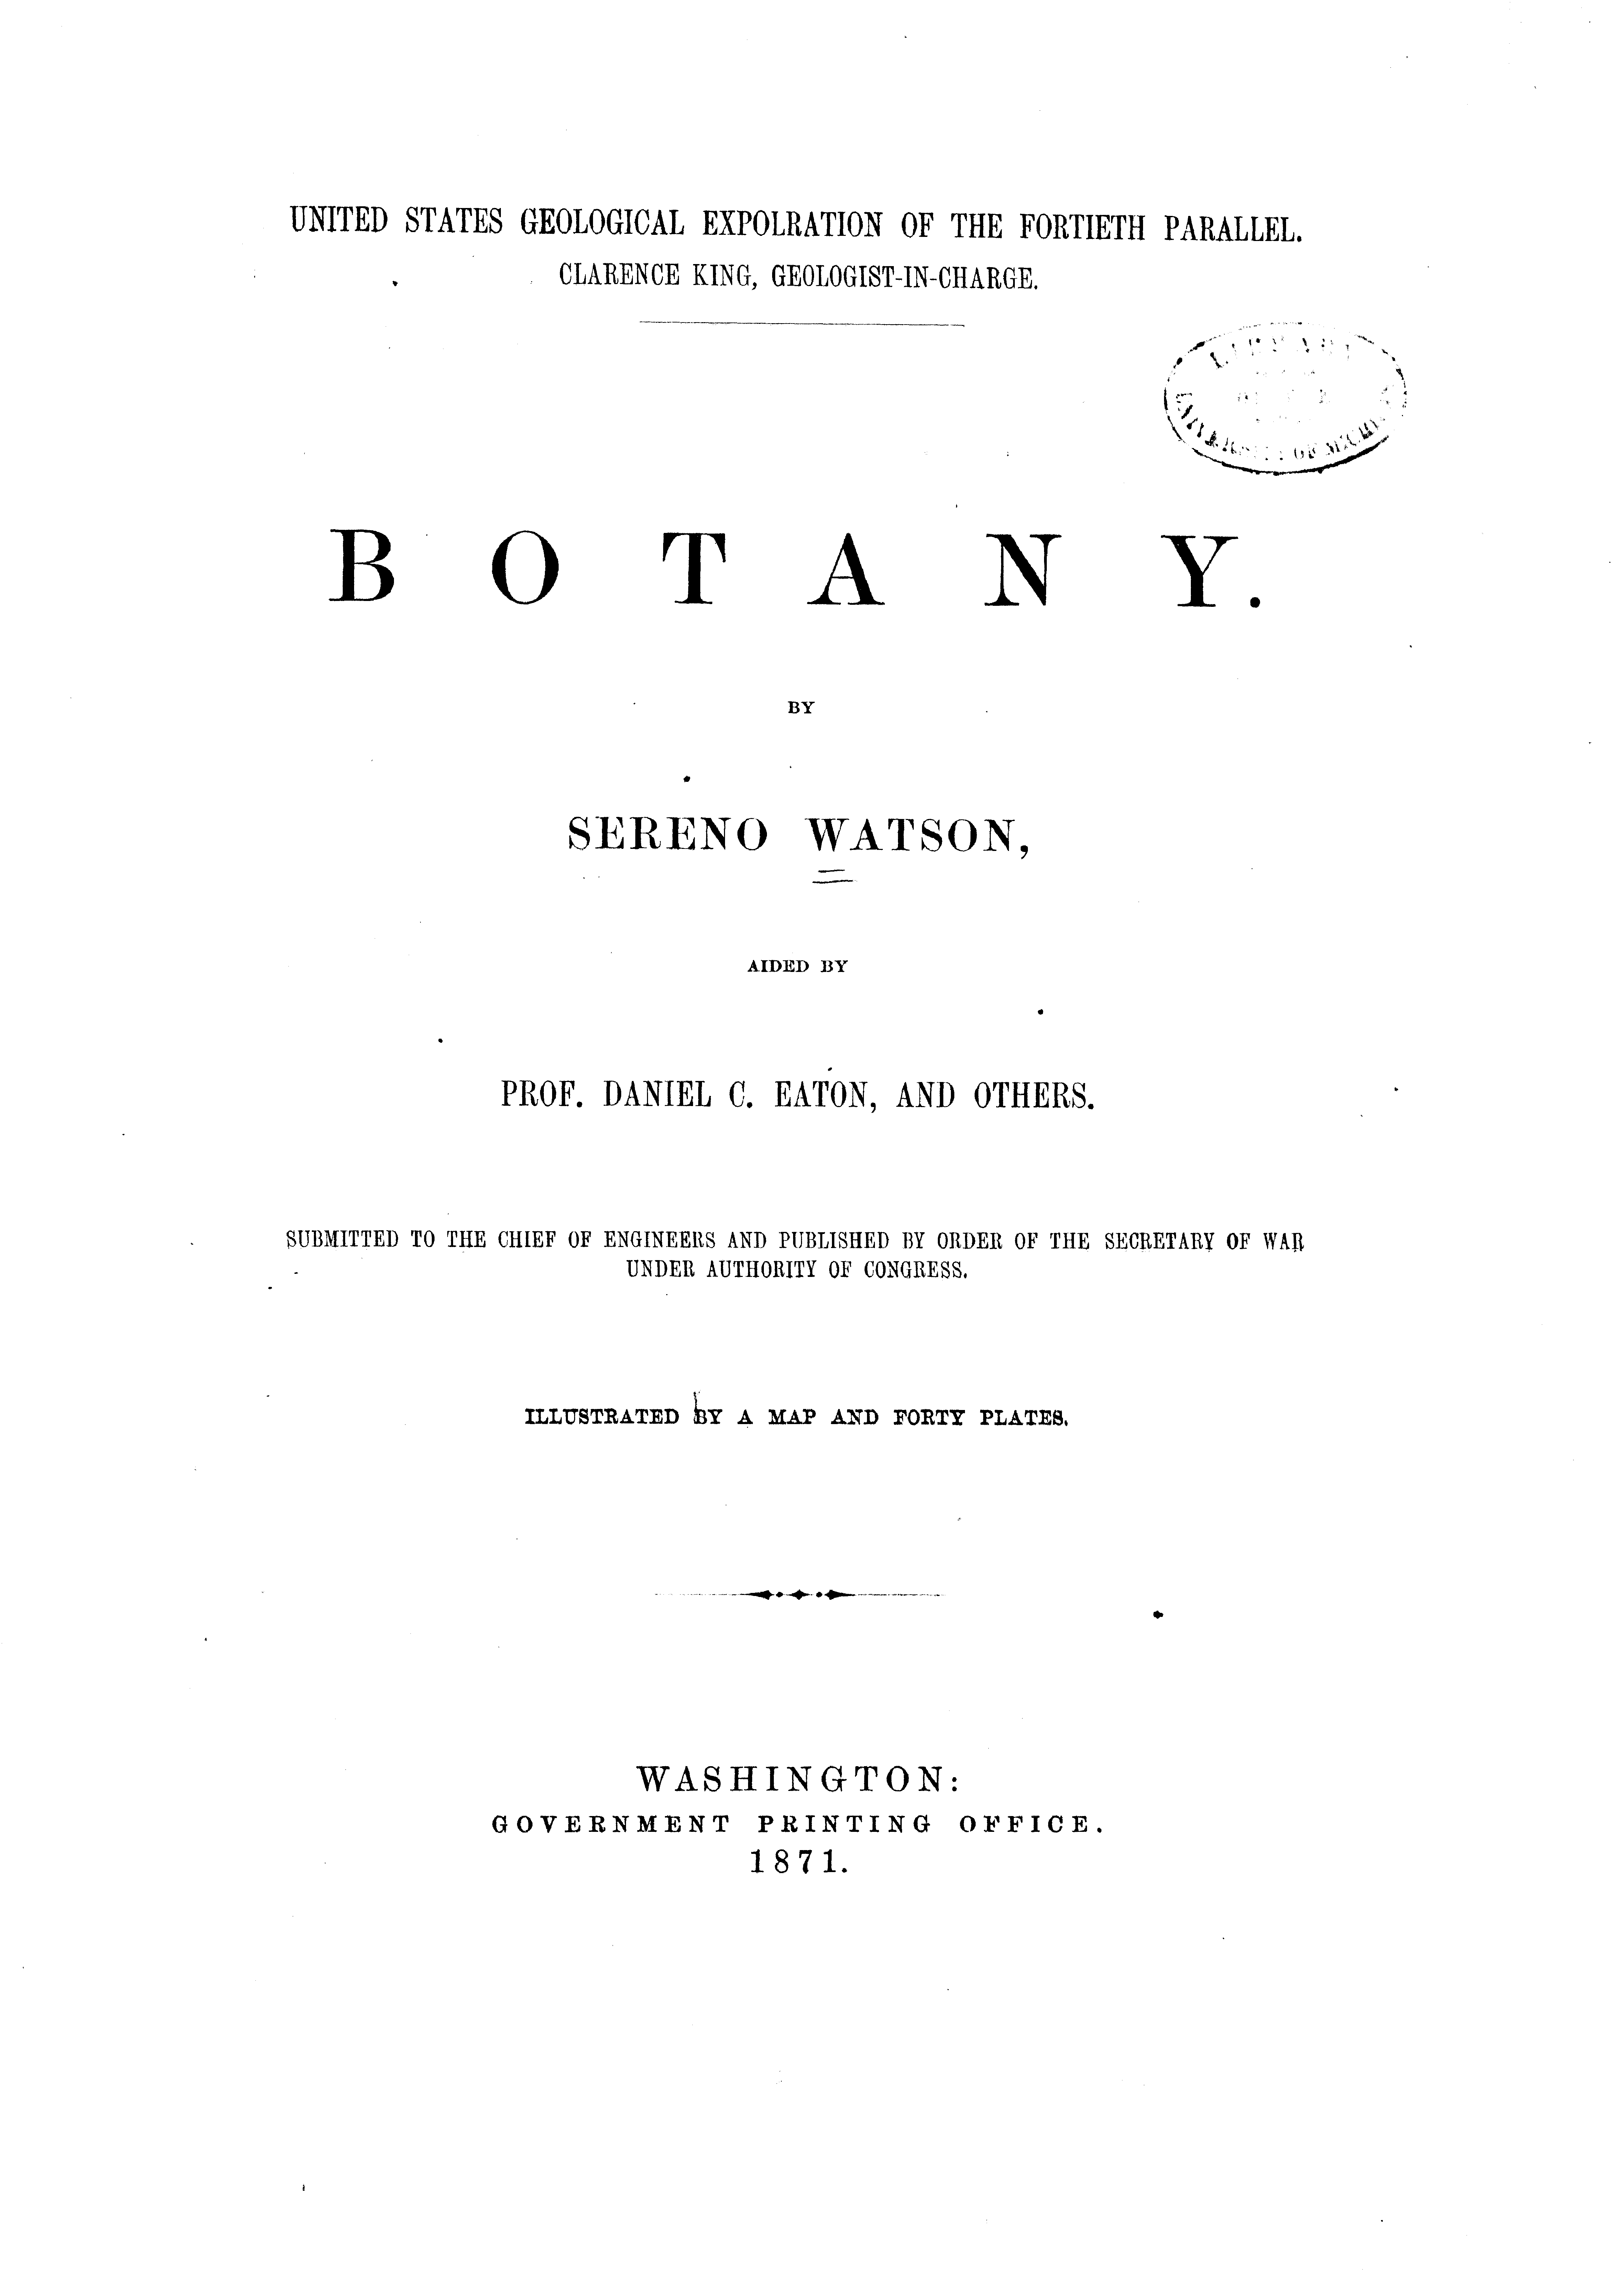 UNITED STATES GEOLOGICAL EXPOLRATION OF THE FORTIETH PARALLEL.
CLARENCE KING, GEOLOGIST-IN-CHARGE.
LIBRARY
OF
BOTANY.
BY
SERENO WATSON,
AIDED BY
PROF. DANIEL C. EATON, AND OTHERS.
SUBMITTED TO THE CHIEF OF ENGINEERS AND PUBLISHED BY ORDER OF THE SECRETARY OF WAR
UNDER AUTHORITY OF CONGRESS.
ILLUSTRATED BY A MAP AND FORTY PLATES.
WASHINGTON:
GOVERNMENT PRINTING OFFICE.
1871.